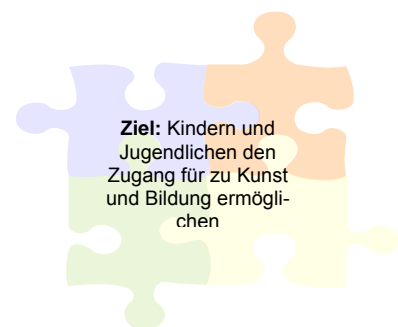 Ziel: Kindern und
Jugendlichen den
Zugang für zu Kunst
und Bildung ermögli-
chen